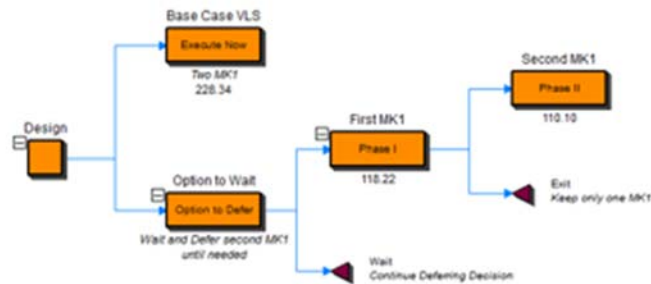 Base Case VLS
Execute Now
Two MK1
228.34
Second MK1
Phase II
110.10
Design
First MK1
Phase I
118.22
Option to Wait
Option to Defer
Wait and Defer second MK1
until needed
Exit
Keep only one MK1
Wait
Continue Deferring Decision